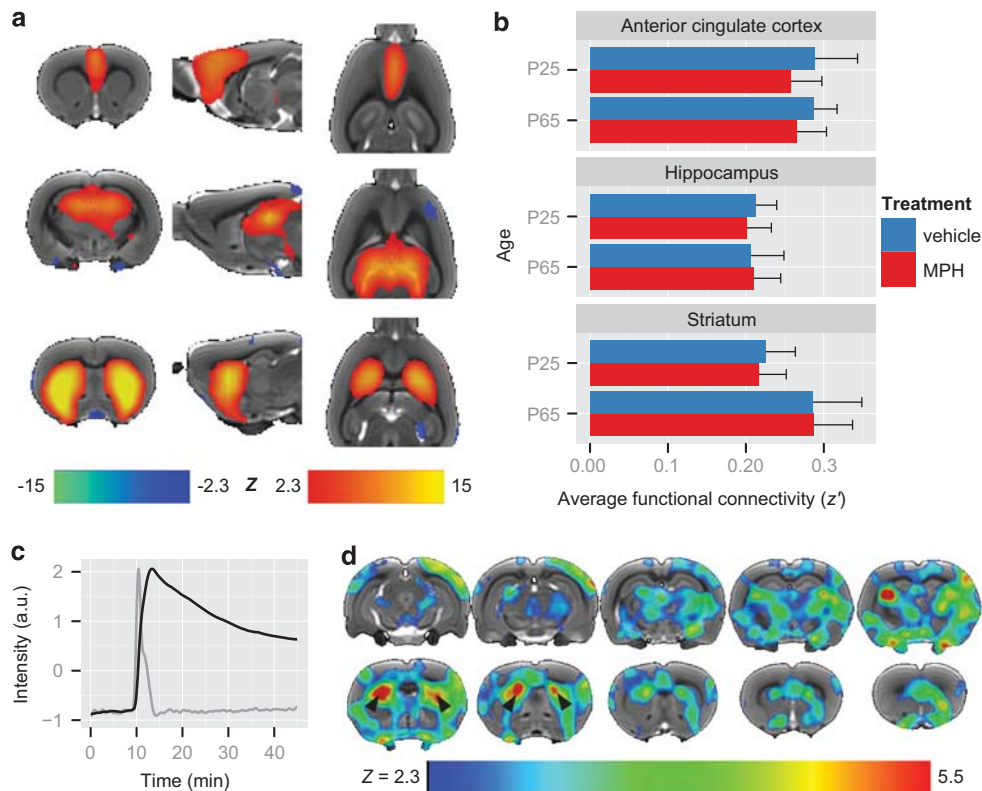 a
-15
-2.3
Z
2.3
15
b
Anterior cingulate cortex
P25
P65
Hippocampus
P25
P65
Striatum
P25
P65
Age
0.00
0.10
0.20
0.3
Average functional connectivity (z')
Treatment
vehicle
MPH
c
2
1
0
−1
Intensity (a.u.)
0
10
20
30
40
Time (min)
d
Z = 2.3
5.5